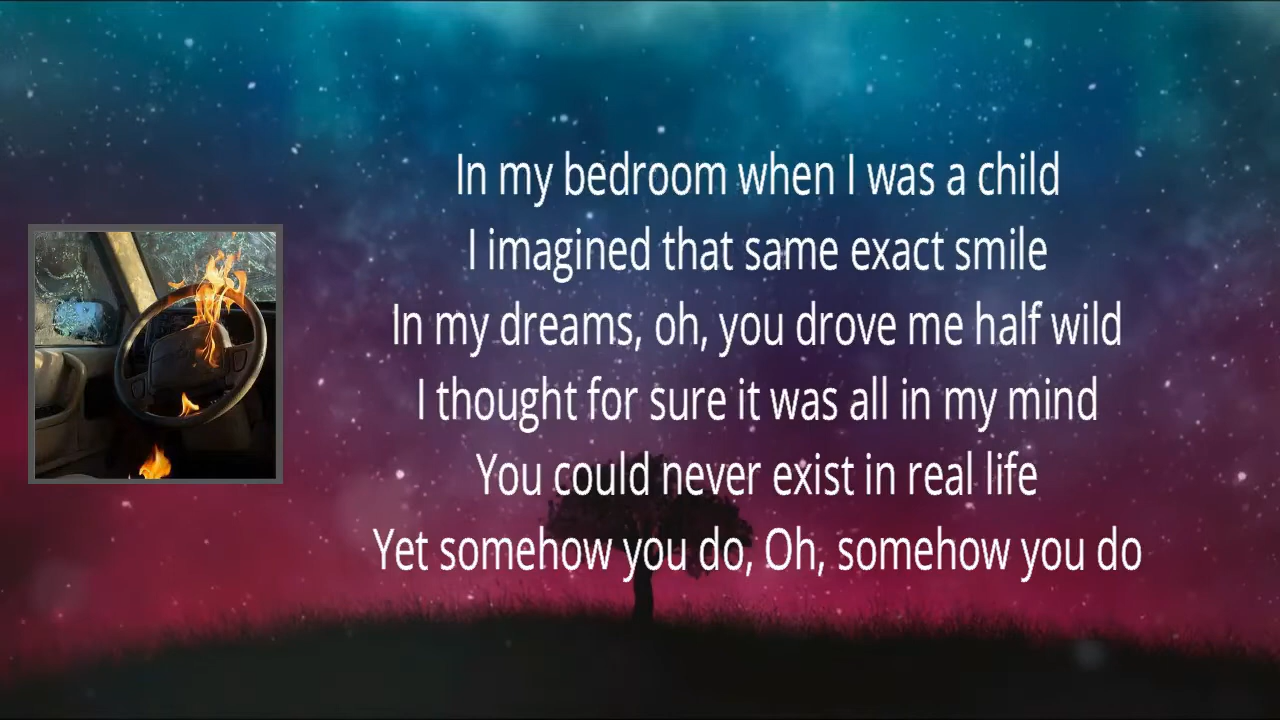 In my bedroom when I was a child
I imagined that same exact smile
In my dreams, oh, you drove me half wild
I thought for sure it was all in my mind
You could never exist in real life
Yet somehow you do, Oh, somehow you do